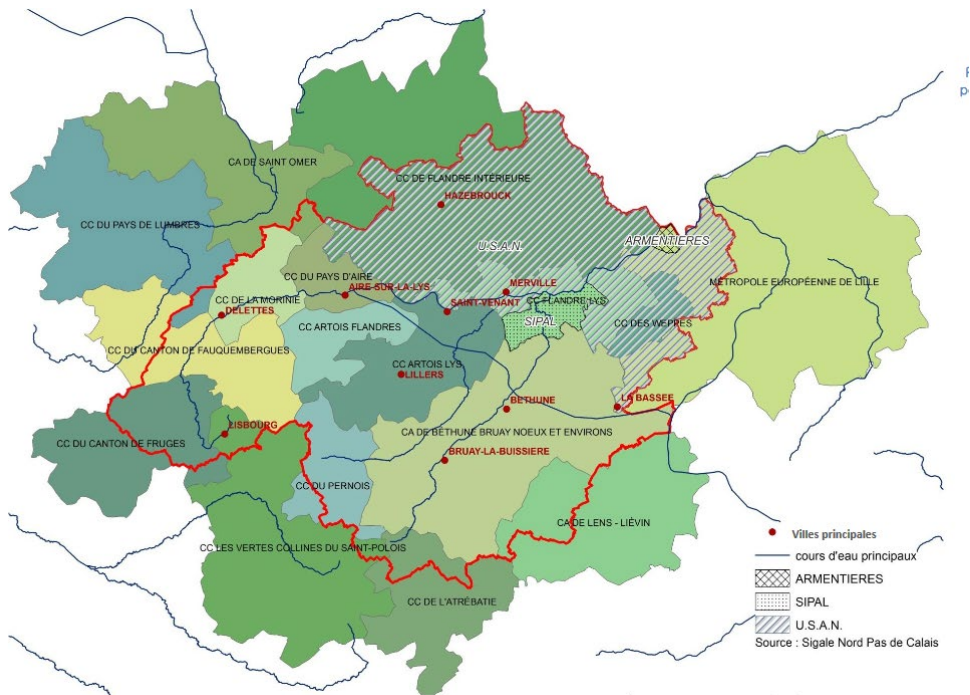 CA DE SAINT OMER
CC DE FLANDRE INTÉRIEURE
HAZEBROUCK
CC DU PAYS DE LUMBRES
U.S.A.N.
ARMENTIERES
CC DU PAYS D'AIRE
MÉTROPOLE EUROPÉENNE DE LILLE
AIRE-SUR-LA-LYS
MERVILLE
CC DE LA MORINIE
CC FLANDRE LYS
DELETTES
SAINT-VENANT
SIPAL
CC ARTOIS FLANDRES
CC DES WEPPES
CC DU CANTON DE FAUQUEMBERGUES
CC ARTOIS LYS
LILLERS
LA BASSEE
BETHUNE
LISBOURG
CC DU CANTON DE FRUGES
CA DE BÉTHUNE BRUAY NOEUX ET ENVIRONS
BRUAY-LA-BUISSIERE
CC DU PERNOIS
CA DE LENS - LIÉVIN
CC LES VERTES COLLINES DU SAINT-POLOIS
CC DE L'ATRÉBATIE
Villes principales
cours d'eau principaux
ARMENTIERES
SIPAL
U.S.A.N.
Source : Sigale Nord Pas de Calais